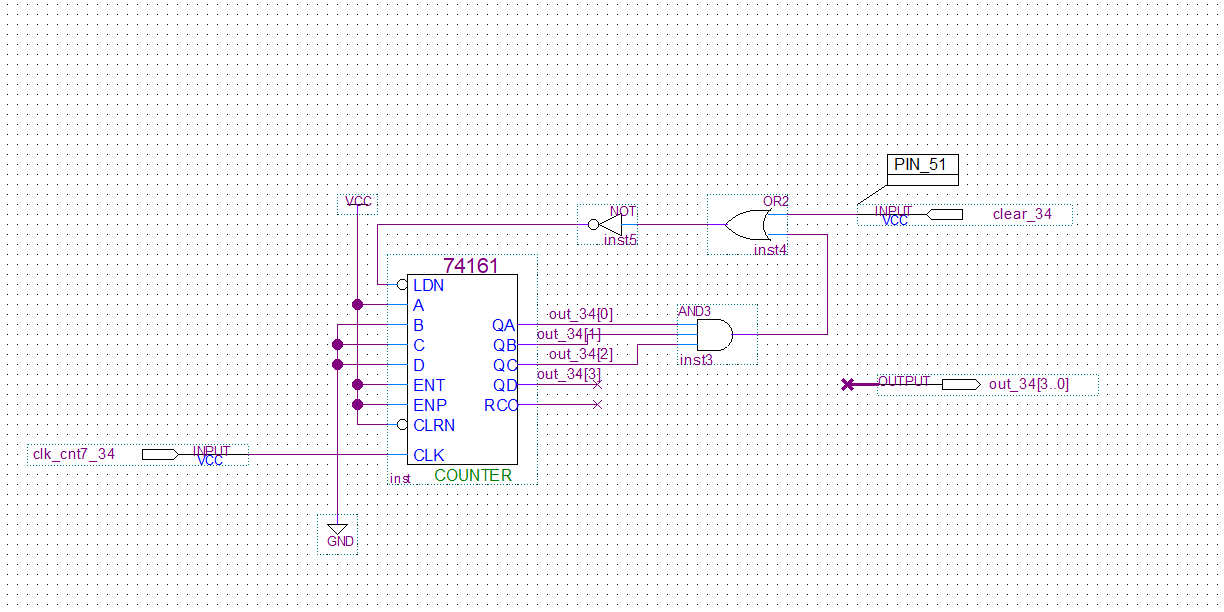 PIN_51
VCC
NOT
OR2
INPUT
VCC
clear_34
inst5
inst4
74161
LDN
A
B
C
D
ENT
ENP
CLRN
CLK
QA
QB
QC
QD
RCO
out_34[0]
out_34[1]
out_34[2]
out_34[3]
AND3
inst3
OUTPUT
out_34[3..0]
clk_cnt7_34
INPUT
VCC
inst
COUNTER
GND